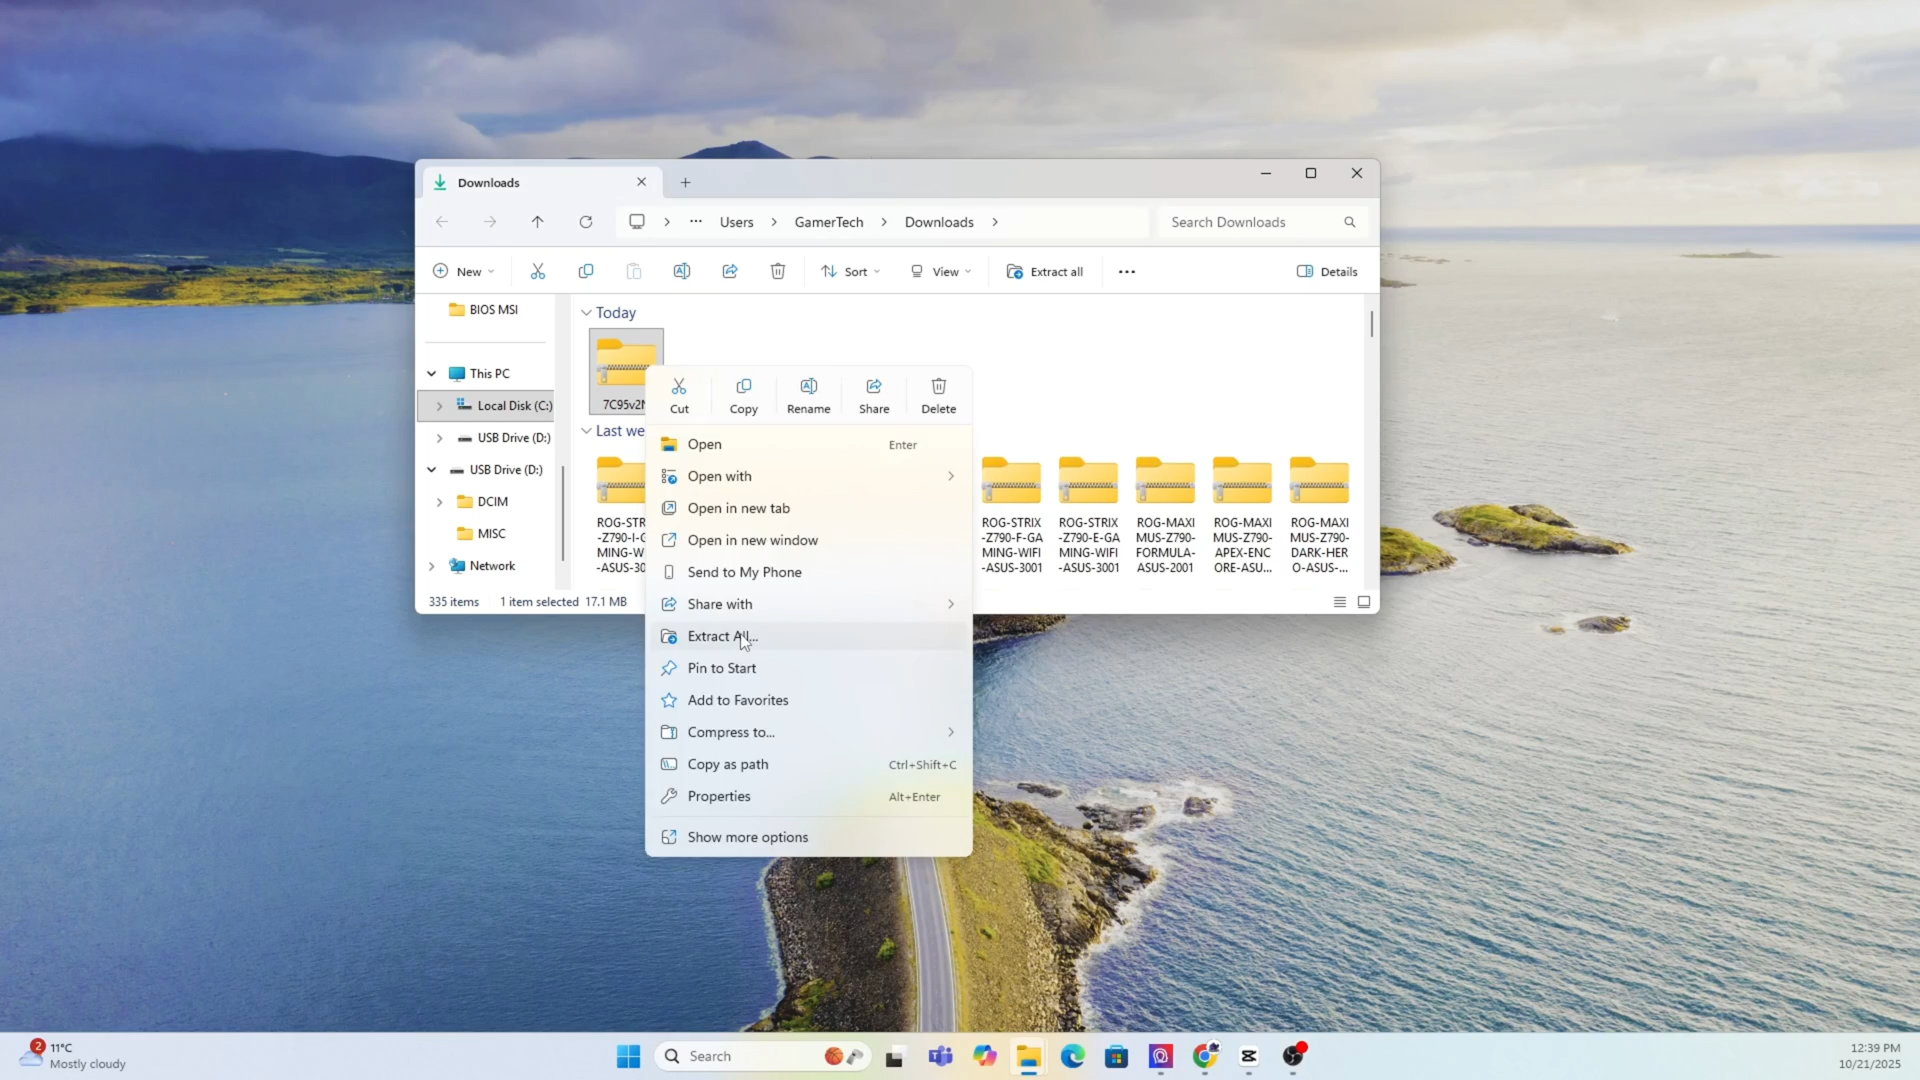 Downloads
Users
GamerTech
Downloads
Search Downloads
New
Sort
View
Extract all
Details
BIOS MSI
This PC
Local Disk (C:)
USB Drive (D:)
USB Drive (D:)
DCIM
MISC
Network
Today
7C95v2
Last we
ROG-STR
-Z790-I-G
MING-W
-ASUS-30
ROG-STRIX
-Z790-F-GA
MING-WIFI
-ASUS-3001
ROG-STRIX
-Z790-E-GA
MING-WIFI
-ASUS-3001
ROG-MAXI
MUS-Z790-
FORMULA-
ASUS-2001
ROG-MAXI
MUS-Z790-
APEX-ENC
ORE-ASU...
ROG-MAXI
MUS-Z790-
DARK-HER
O-ASUS-...
335 items
1 item selected 17.1 MB
Cut
Copy
Rename
Share
Delete
Open Enter
Open with
Open in new tab
Open in new window
Send to My Phone
Share with
Extract All...
Pin to Start
Add to Favorites
Compress to...
Copy as path Ctrl+Shift+C
Properties Alt+Enter
Show more options
2
11°C
Mostly cloudy
Search
12:39 PM
10/21/2025